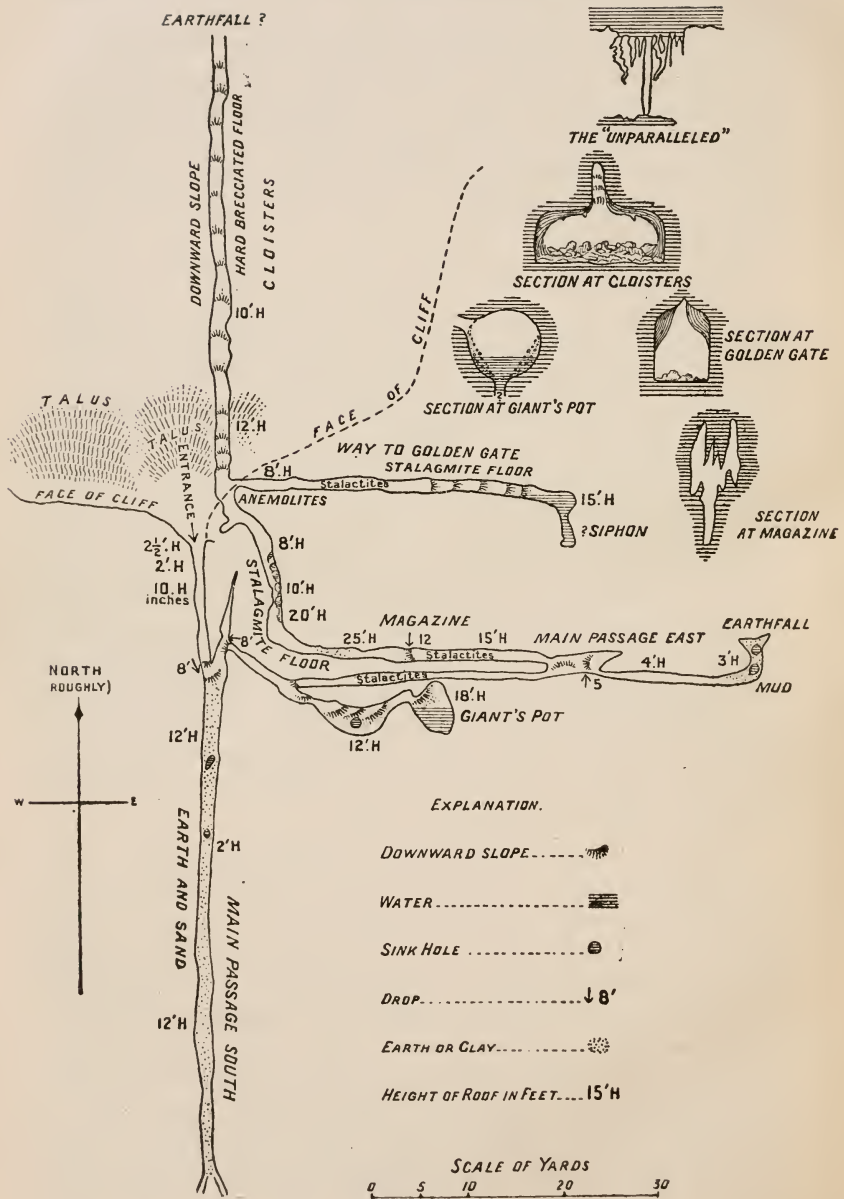 EARTHFALL ?
DOWNWARD SLOPE
HARD BRECCIATED FLOOR
CLOISTERS
10'.H
12'.H
TALUS
TALUS
ENTRANCE
FACE OF CLIFF
FACE OF CLIFF
THE "UNPARALLELED"
SECTION AT CLOISTERS
SECTION AT GIANT'S POT
?
SECTION AT
GOLDEN GATE
SECTION
AT MAGAZINE
WAY TO GOLDEN GATE
STALAGMITE FLOOR
8'.H
Stalactites
ANEMOLITES
15'.H
? SIPHON
2½'.H
2'.H
10.H
inches
8'.H
10'.H
20'H
STALAGMITE FLOOR
25'.H
MAGAZINE
↓ 12
15'H
Stalactites
MAIN PASSAGE EAST
↑5
4'.H
EARTHFALL
3'H
MUD
8'
8'
Stalactites
18'.H
GIANT'S POT
12'.H
NORTH
ROUGHLY)
W
E
12'H
2'H
EARTH AND SAND
MAIN PASSAGE SOUTH
12'H
EXPLANATION.
DOWNWARD SLOPE
WATER
SINK HOLE
DROP ↓ 8'
EARTH OR CLAY
HEIGHT OF ROOF IN FEET.... 15'H
SCALE OF YARDS
0 5 10 20 30